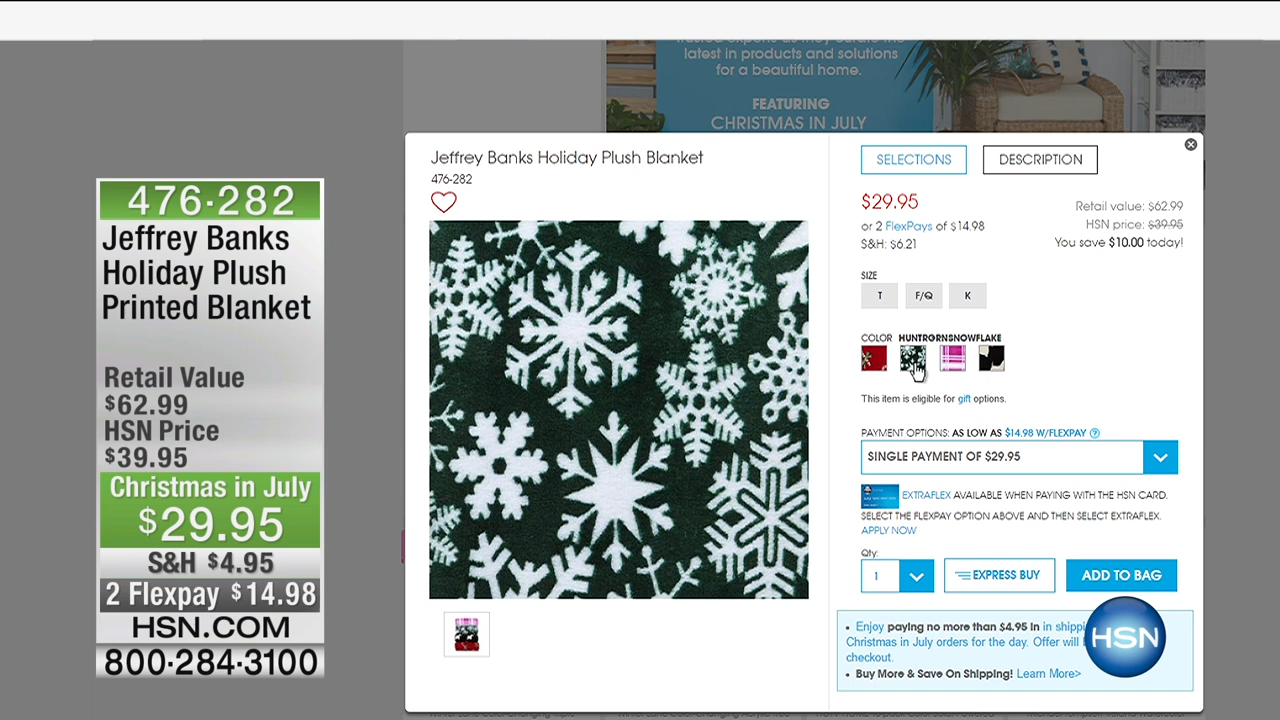 trusted experts as they curate the
latest in products and solutions
for a beautiful home.
FEATURING
CHRISTMAS IN JULY
476-282
Jeffrey Banks
Holiday Plush
Printed Blanket
Retail Value
$62.99
HSN Price
$39.95
Christmas in July
$29.95
S&H $4.95
2 Flexpay $14.98
HSN.COM
800-284-3100
Jeffrey Banks Holiday Plush Blanket
476-282
SELECTIONS
DESCRIPTION
$29.95
or 2 FlexPays of $14.98
S&H: $6.21
Retail value: $62.99
HSN price: $39.95
You save $10.00 today!
SIZE
T F/Q K
COLOR HUNTRGRNSNOWFLAKE
This item is eligible for gift options.
PAYMENT OPTIONS: AS LOW AS $14.98 W/FLEXPAY ?
SINGLE PAYMENT OF $29.95
EXTRAFLEX AVAILABLE WHEN PAYING WITH THE HSN CARD.
SELECT THE FLEXPAY OPTION ABOVE AND THEN SELECT EXTRAFLEX.
APPLY NOW
Qty:
1
EXPRESS BUY
ADD TO BAG
• Enjoy paying no more than $4.95 in
Christmas in July orders for the day. Offer will
checkout.
• Buy More & Save On Shipping! Learn More>
HSN